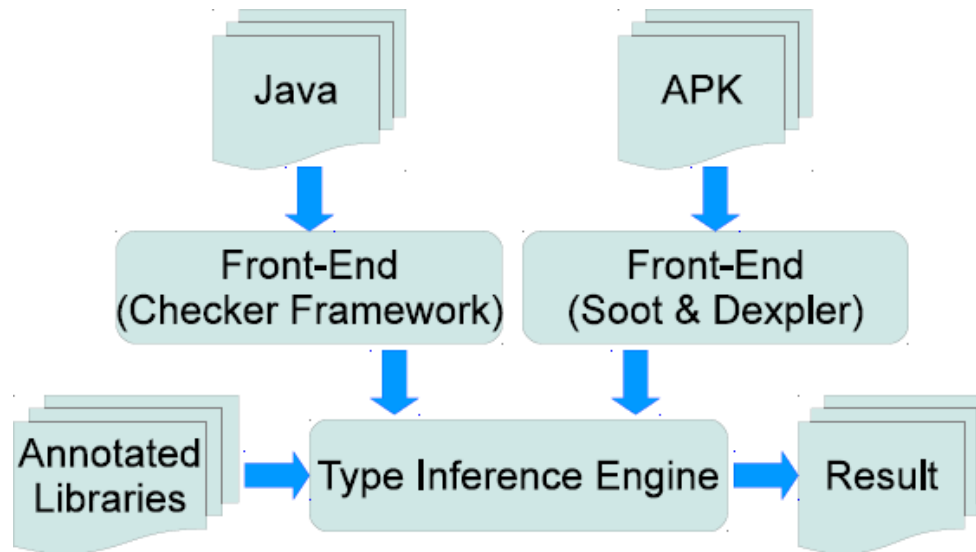 Java
APK
Front-End
(Checker Framework)
Front-End
(Soot & Dexpler)
Annotated
Libraries
Type Inference Engine
Result